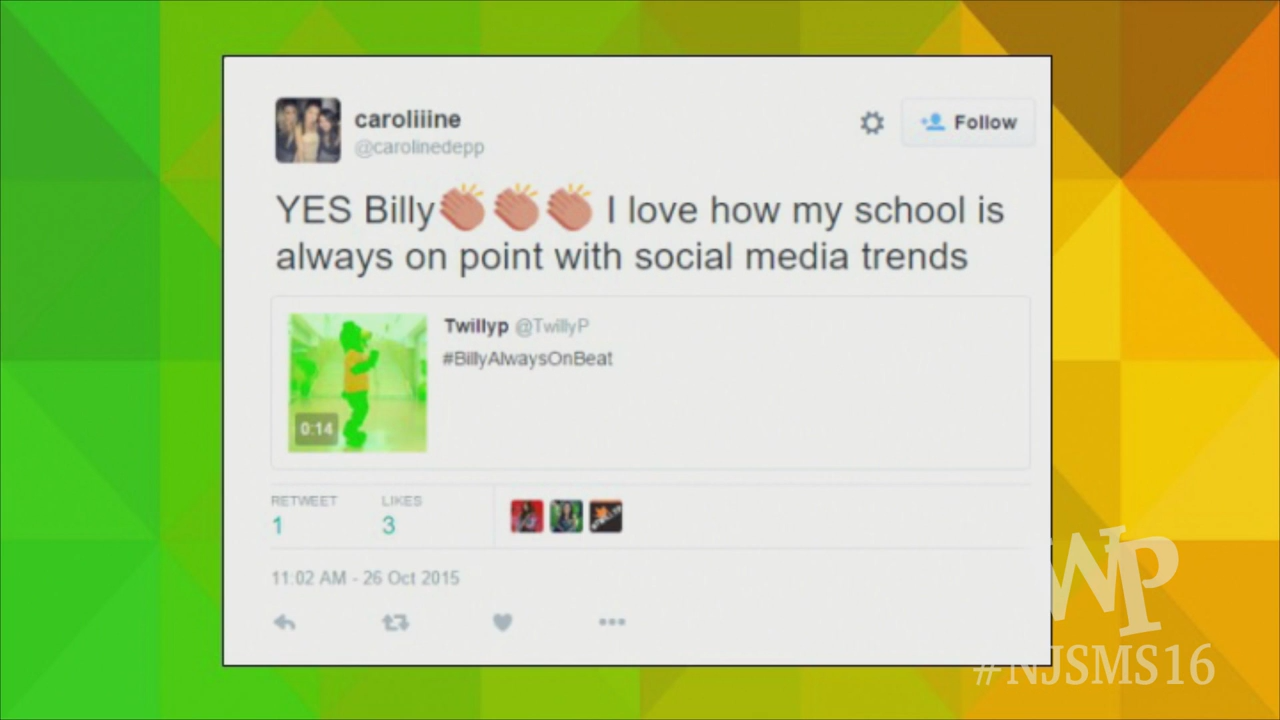 caroliiine
@carolinedepp
Follow
YES Billy👏👏👏 I love how my school is
always on point with social media trends
Twillyp @TwillyP
#BillyAlwaysOnBeat
0:14
RETWEET LIKES
1 3
11:02 AM - 26 Oct 2015
WP
#NJSMS16